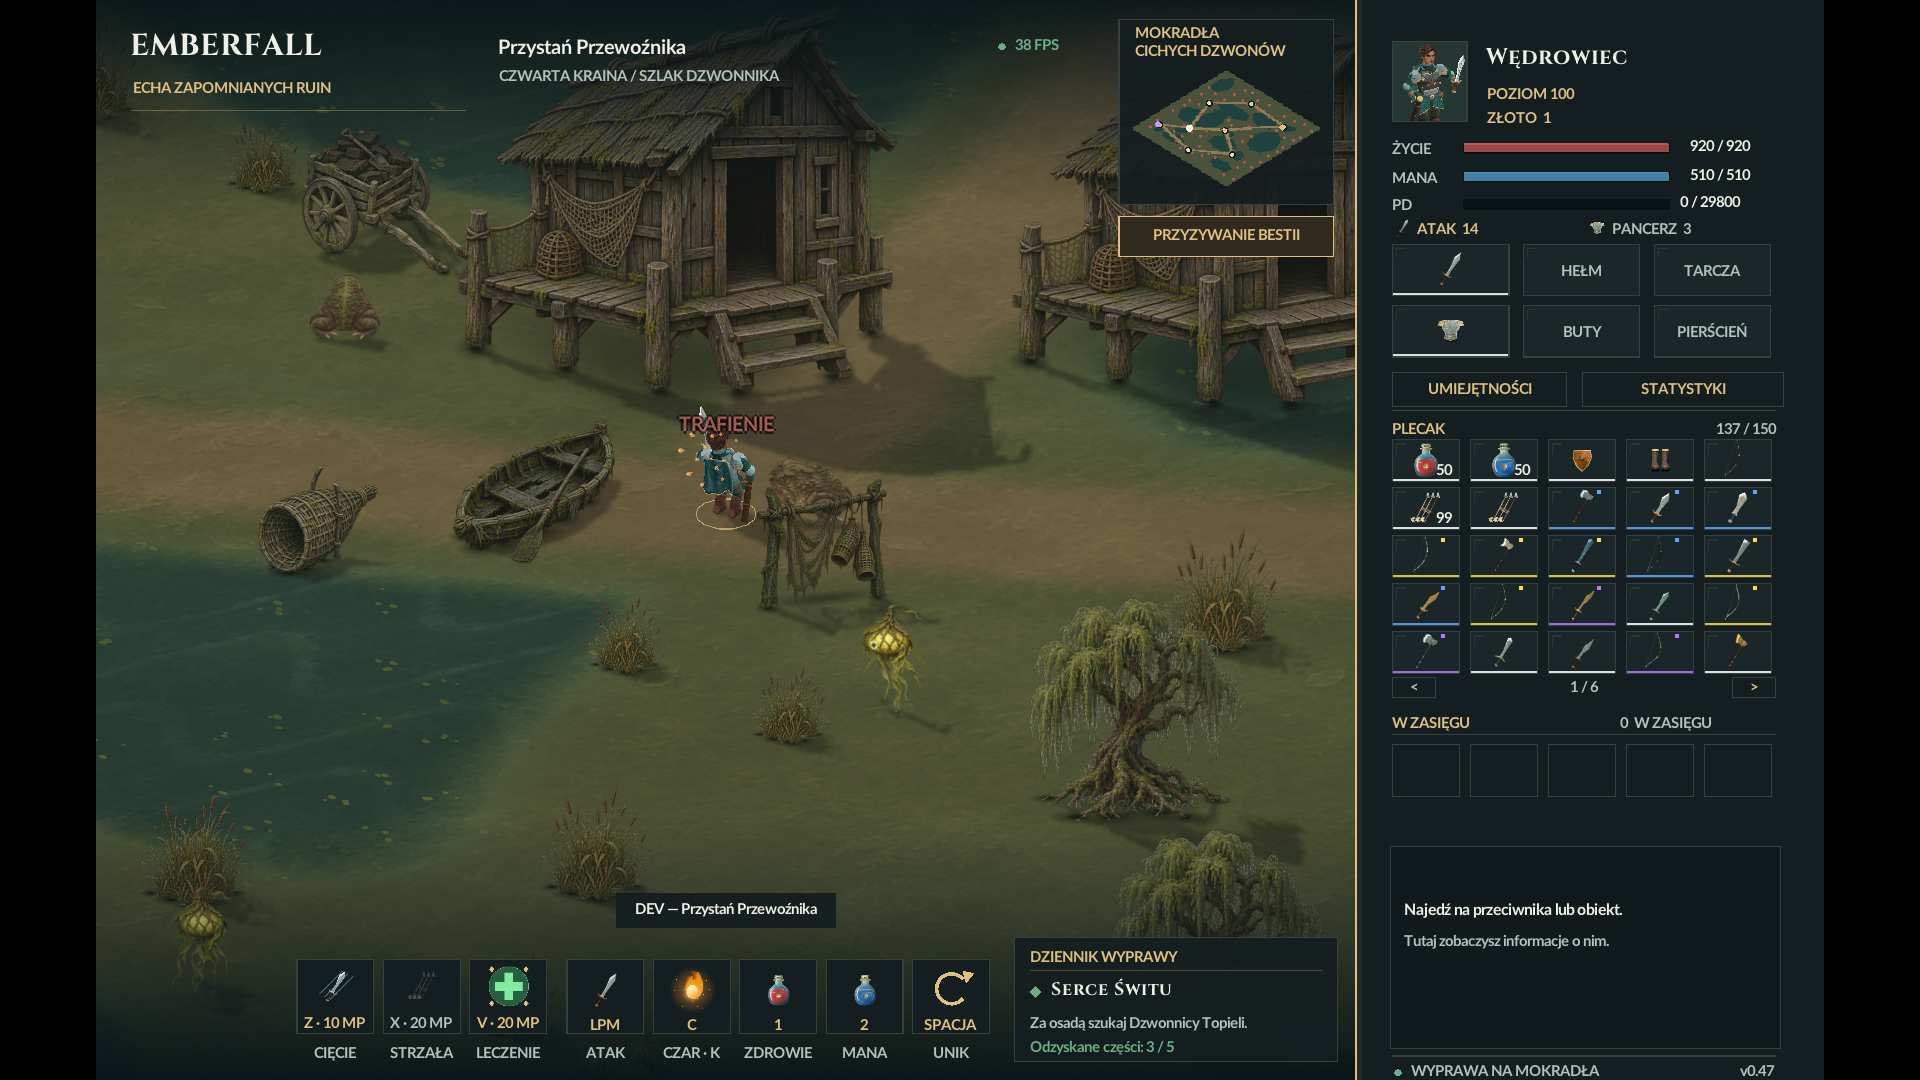 EMBERFALL
ECHA ZAPOMNIANYCH RUIN
Przystań Przewoźnika
CZWARTA KRAINA / SZLAK DZWONNIKA
38 FPS
MOKRADŁA
CICHYCH DZWONÓW
PRZYZYWANIE BESTII
TRAFIENIE
DEV — Przystań Przewoźnika
Z · 10 MP
X · 20 MP
V · 20 MP
LPM
C
1
2
SPACJA
CIĘCIE
STRZAŁA
LECZENIE
ATAK
CZAR · K
ZDROWIE
MANA
UNIK
DZIENNIK WYPRAWY
Serce Świtu
Za osadą szukaj Dzwonnicy Topieli.
Odzyskane części: 3 / 5
Wędrowiec
POZIOM 100
ZŁOTO 1
ŻYCIE 920 / 920
MANA 510 / 510
PD 0 / 29800
ATAK 14
PANCERZ 3
HEŁM
TARCZA
BUTY
PIERŚCIEŃ
UMIEJĘTNOŚCI
STATYSTYKI
PLECAK 137 / 150
50
50
99
< 1 / 6 >
W ZASIĘGU 0 W ZASIĘGU
Najedź na przeciwnika lub obiekt.
Tutaj zobaczysz informacje o nim.
WYPRAWA NA MOKRADŁA v0.47